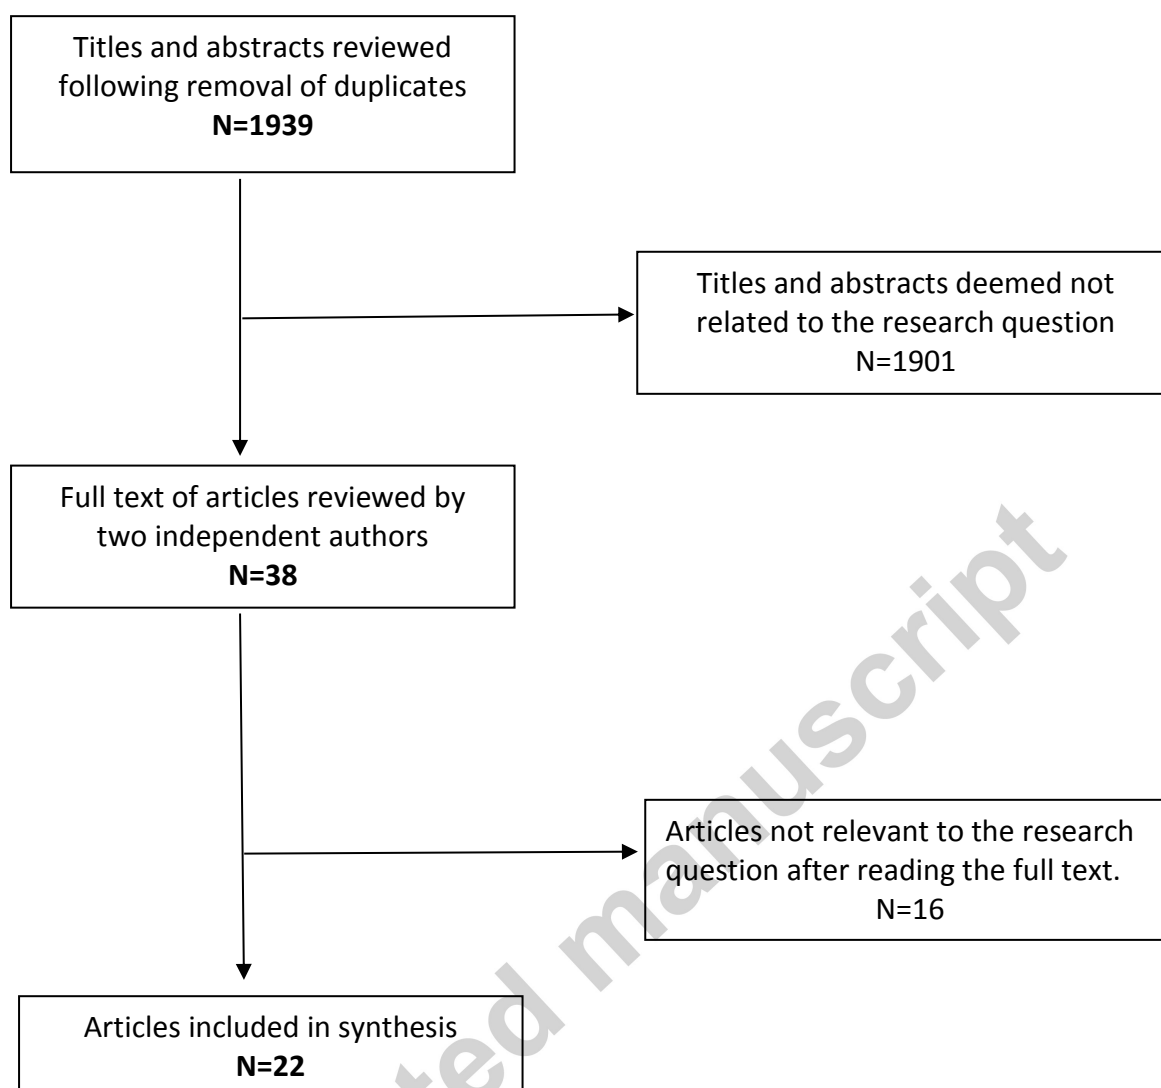 Titles and abstracts reviewed
following removal of duplicates
N=1939
Titles and abstracts deemed not
related to the research question
N=1901
Full text of articles reviewed by
two independent authors
N=38
Articles not relevant to the research
question after reading the full text.
N=16
Articles included in synthesis
N=22
ted manuscript